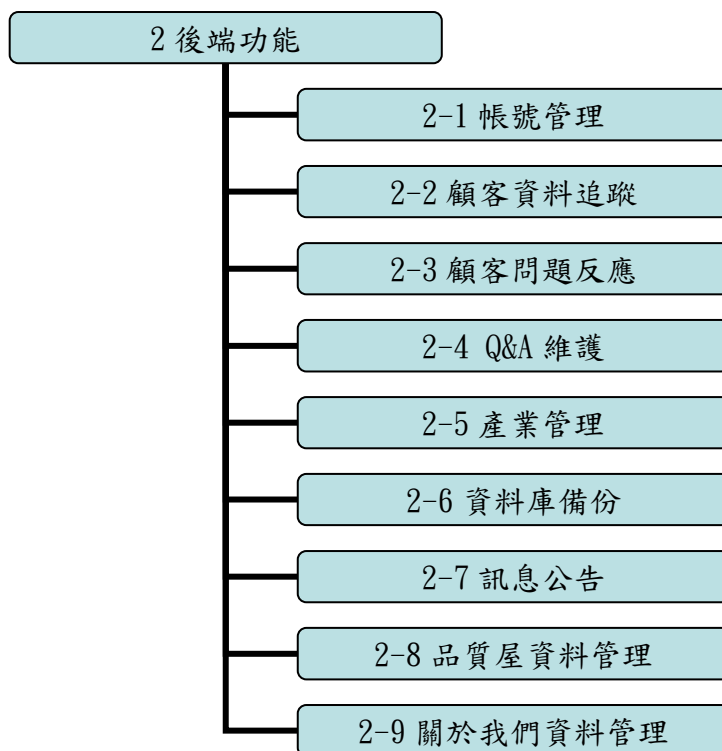 2 後端功能
2-1 帳號管理
2-2 顧客資料追蹤
2-3 顧客問題反應
2-4 Q&A 維護
2-5 產業管理
2-6 資料庫備份
2-7 訊息公告
2-8 品質屋資料管理
2-9 關於我們資料管理